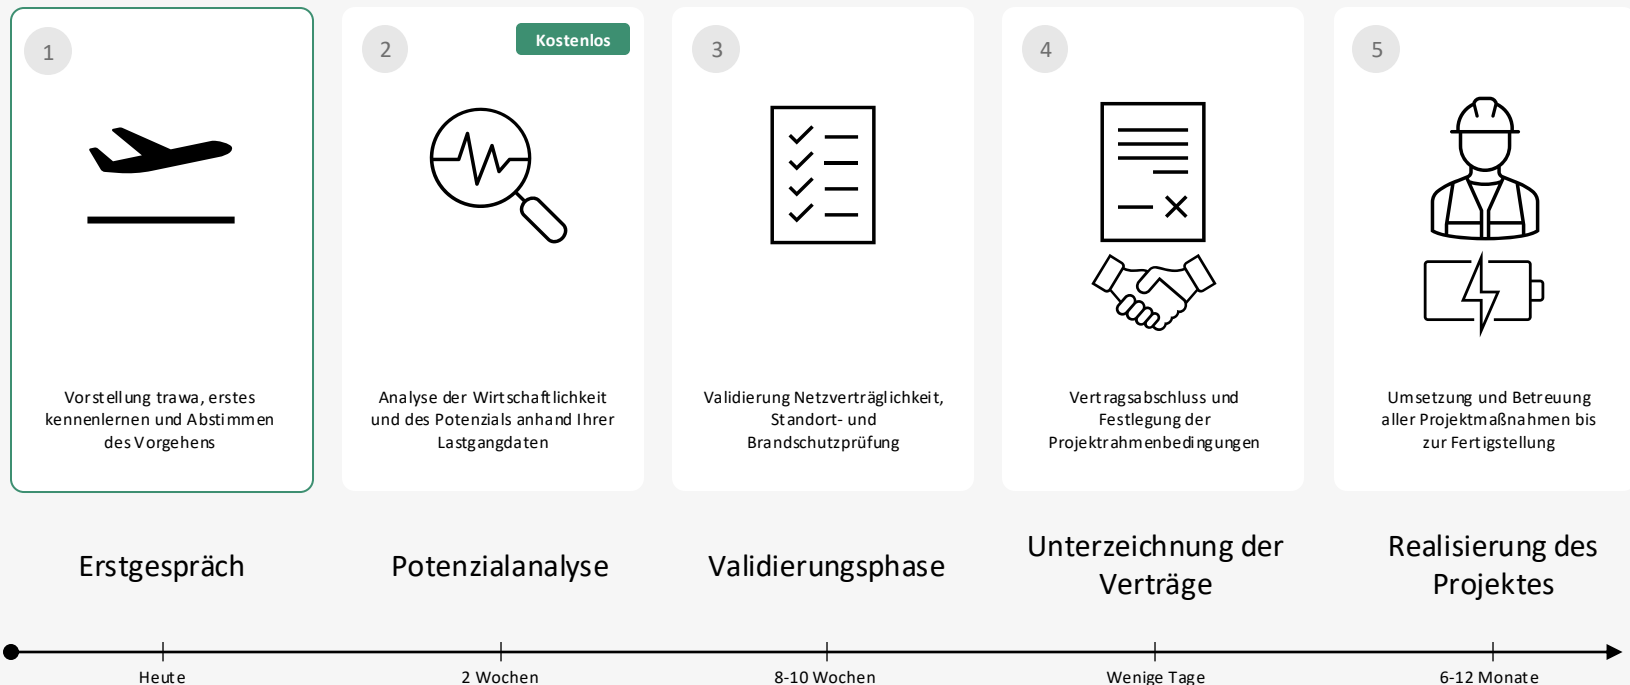 1
Vorstellung trawa, erstes
kennenlernen und Abstimmen
des Vorgehens
2
Kostenlos
Analyse der Wirtschaftlichkeit
und des Potenzials anhand Ihrer
Lastgangdaten
3
Validierung Netzverträglichkeit,
Standort- und
Brandschutzprüfung
4
Vertragsabschluss und
Festlegung der
Projektrahmenbedingungen
5
Umsetzung und Betreuung
aller Projektmaßnahmen bis
zur Fertigstellung
Erstgespräch
Potenzialanalyse
Validierungsphase
Unterzeichnung der
Verträge
Realisierung des
Projektes
Heute
2 Wochen
8-10 Wochen
Wenige Tage
6-12 Monate